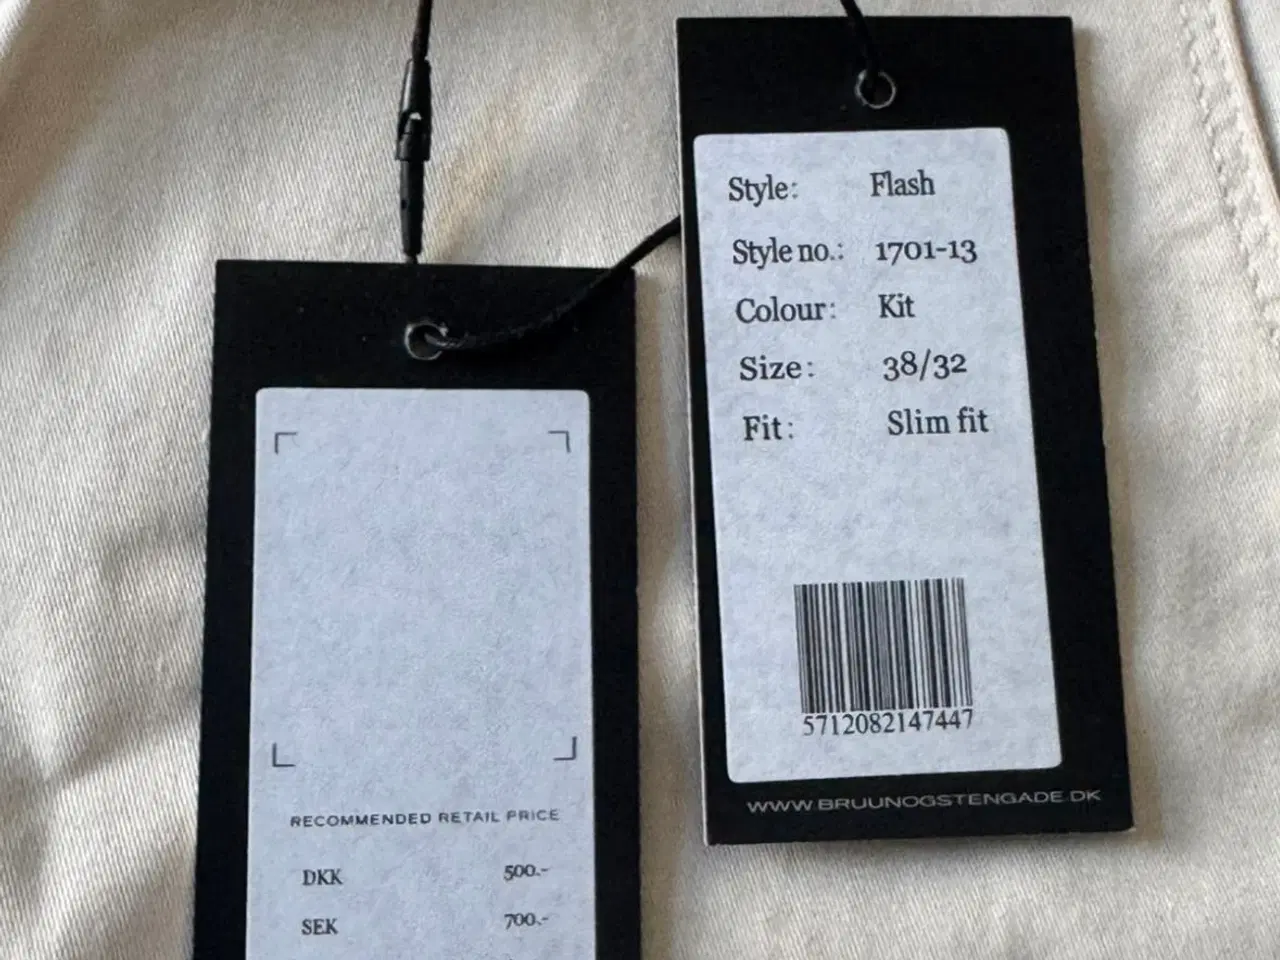 Style: Flash
Style no.: 1701-13
Colour: Kit
Size: 38/32
Fit: Slim fit
5712082147447
WWW.BRUUNOGSTENGADE.DK
RECOMMENDED RETAIL PRICE
DKK 500.-
SEK 700.-